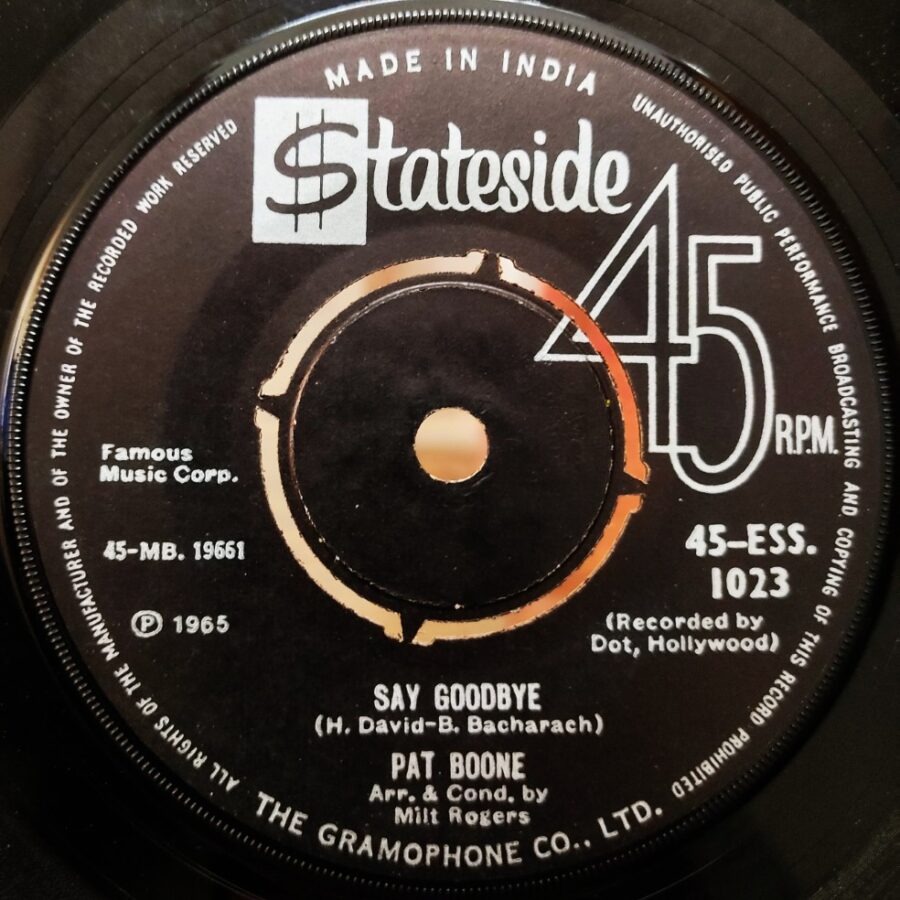 MADE IN INDIA
$tateside
45
R.P.M.
ALL RIGHTS OF THE MANUFACTURER AND OF THE OWNER OF THE RECORDED WORK RESERVED
UNAUTHORISED PUBLIC PERFORMANCE BROADCASTING AND COPYING OF THIS RECORD PROHIBITED
Famous
Music Corp.
45-MB. 19661
Ⓟ 1965
45-ESS.
1023
(Recorded by
Dot, Hollywood)
SAY GOODBYE
(H. David-B. Bacharach)
PAT BOONE
Arr. & Cond. by
Milt Rogers
THE GRAMOPHONE CO., LTD.